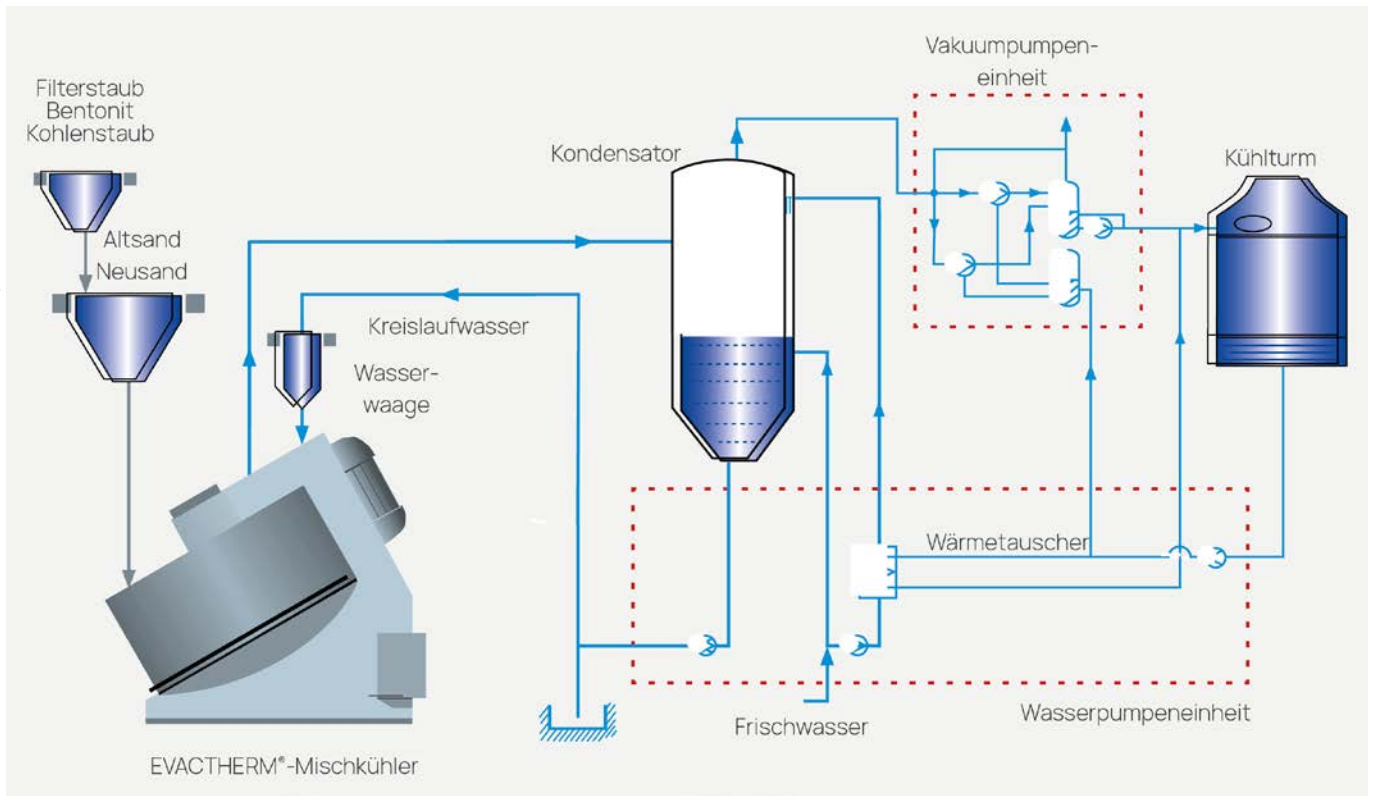 Filterstaub
Bentonit
Kohlenstaub
Altsand
Neusand
Kreislaufwasser
Wasser-
waage
EVACTHERM®-Mischkühler
Kondensator
Vakuumpumpen-
einheit
Kühlturm
Wärmetauscher
Frischwasser
Wasserpumpeneinheit